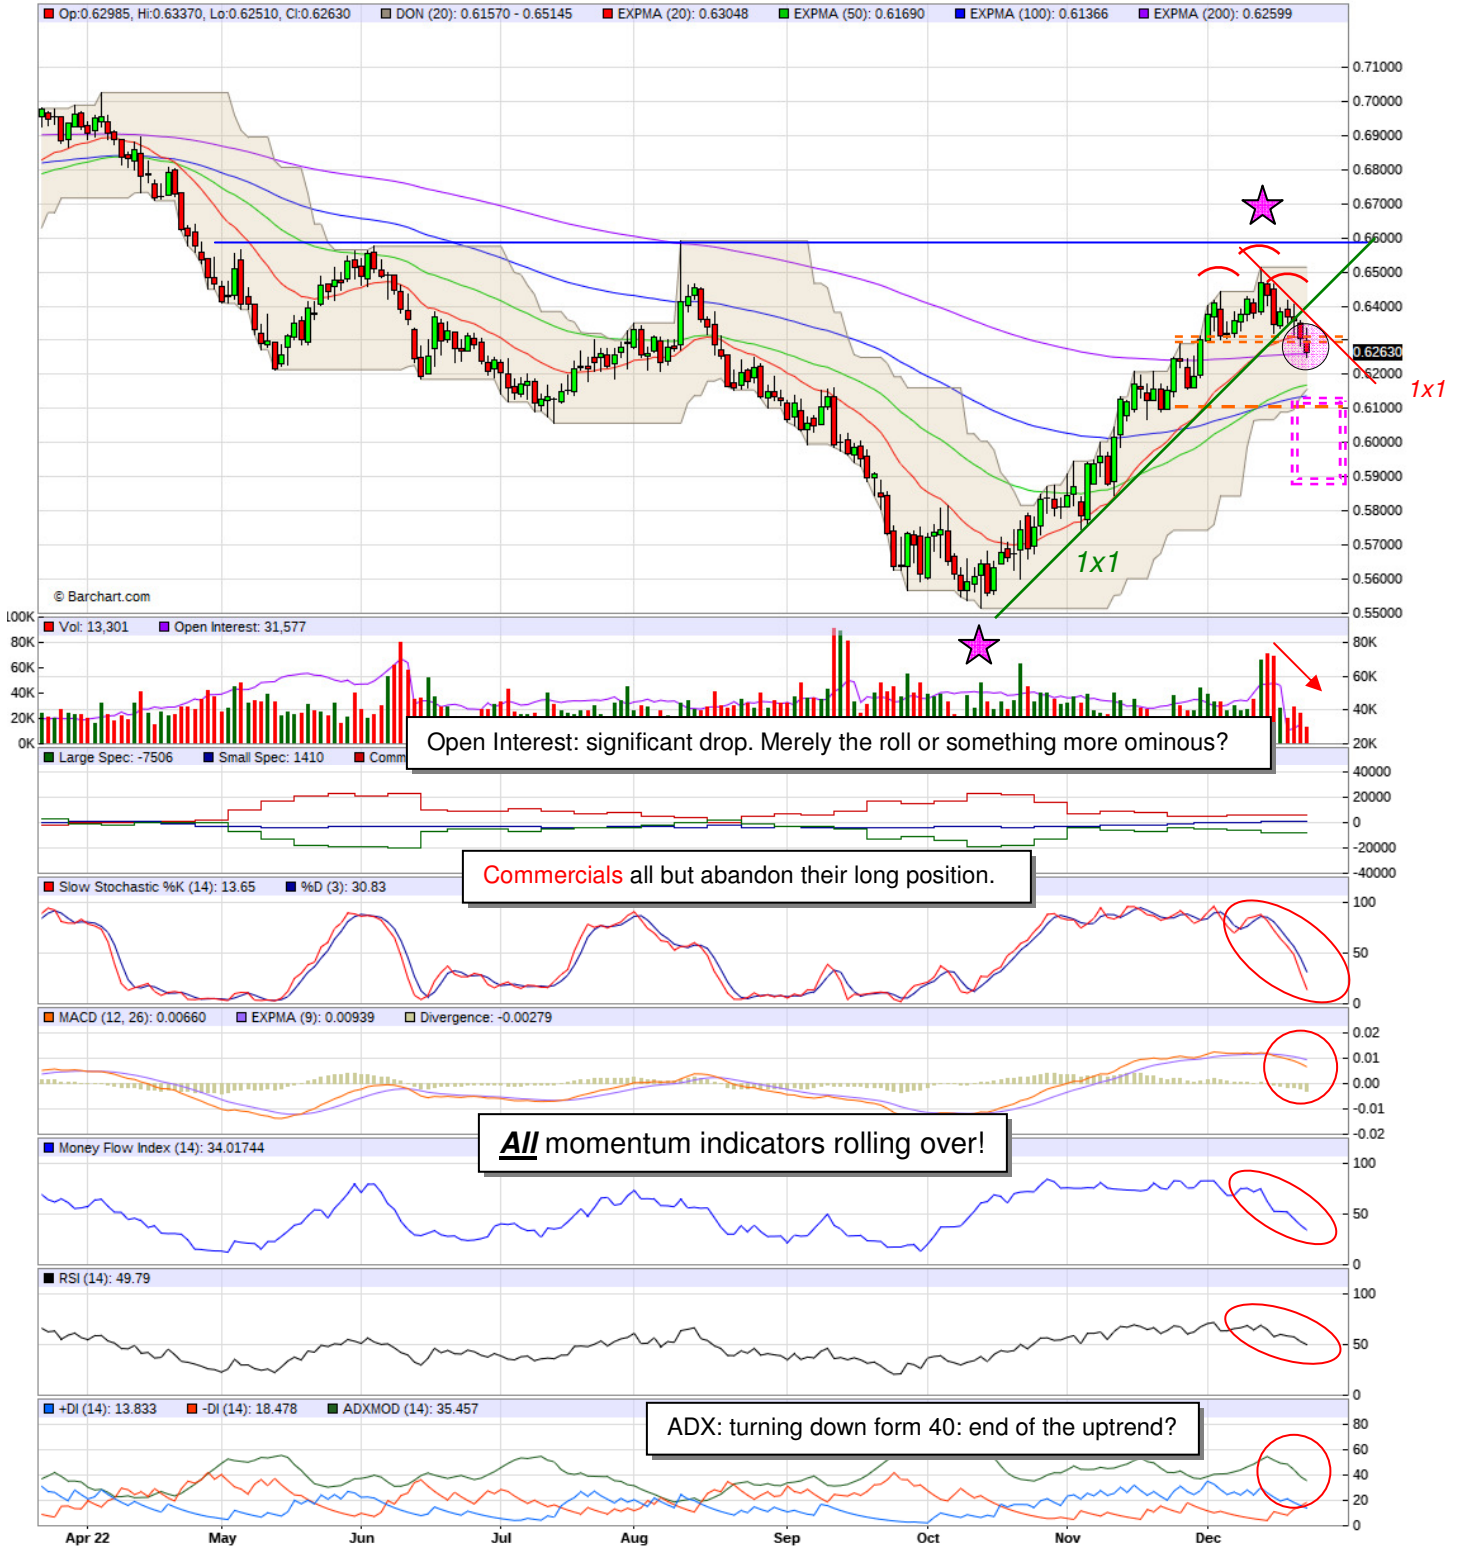 Op:0.62985, Hi:0.63370, Lo:0.62510, Cl:0.62630 DON (20): 0.61570 - 0.65145 EXPMA (20): 0.63048 EXPMA (50): 0.61690 EXPMA (100): 0.61366 EXPMA (200): 0.62599
0.71000
0.70000
0.69000
0.68000
0.67000
0.66000
0.65000
0.64000
0.62630
0.62000
1x1
0.61000
0.60000
0.59000
0.58000
0.57000
1x1
0.56000
© Barchart.com
0.55000
Vol: 13,301 Open Interest: 31,577
80K 80K
60K 60K
40K 40K
20K
0K 20K
Open Interest: significant drop. Merely the roll or something more ominous?
Large Spec: -7506 Small Spec: 1410 Comm
40000
20000
0
-20000
-40000
Commercials all but abandon their long position.
Slow Stochastic %K (14): 13.65 %D (3): 30.83
100
50
0
MACD (12, 26): 0.00660 EXPMA (9): 0.00939 Divergence: -0.00279
0.02
0.01
0.00
-0.01
-0.02
All momentum indicators rolling over!
Money Flow Index (14): 34.01744
100
50
0
RSI (14): 49.79
100
50
0
+DI (14): 13.833 -DI (14): 18.478 ADXMOD (14): 35.457
ADX: turning down form 40: end of the uptrend?
80
60
40
20
0
Apr 22 May Jun Jul Aug Sep Oct Nov Dec